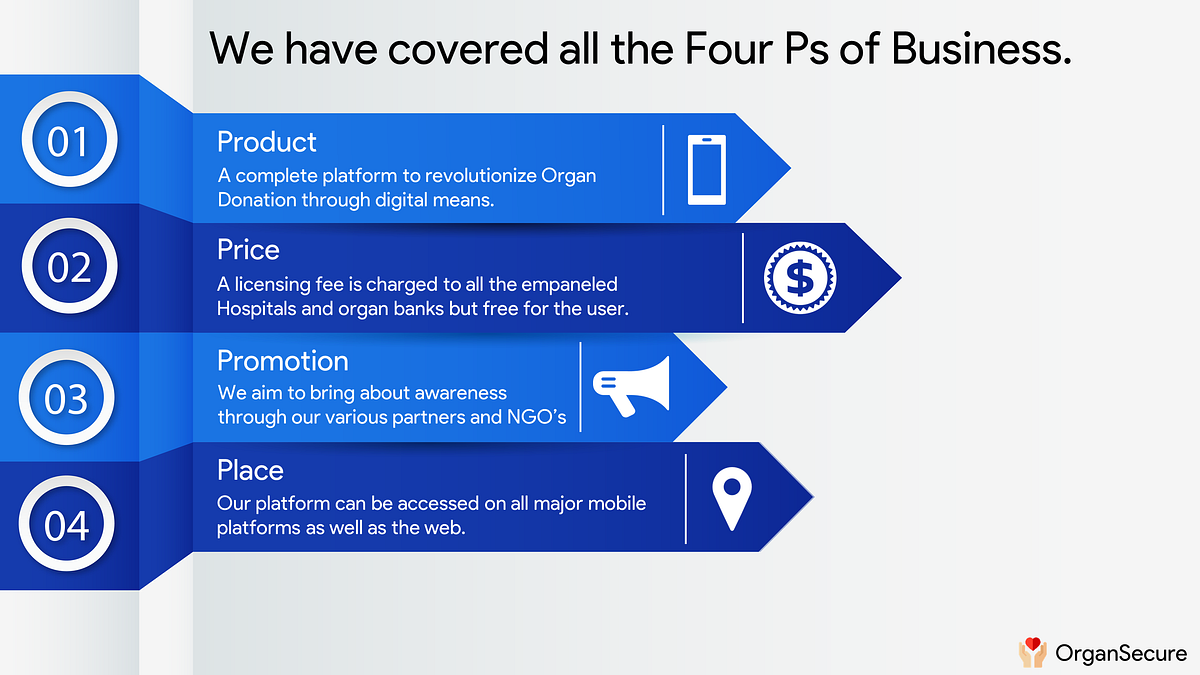 We have covered all the Four Ps of Business.
01
Product
A complete platform to revolutionize Organ
Donation through digital means.
02
Price
A licensing fee is charged to all the empaneled
Hospitals and organ banks but free for the user.
$
03
Promotion
We aim to bring about awareness
through our various partners and NGO’s
04
Place
Our platform can be accessed on all major mobile
platforms as well as the web.
OrganSecure